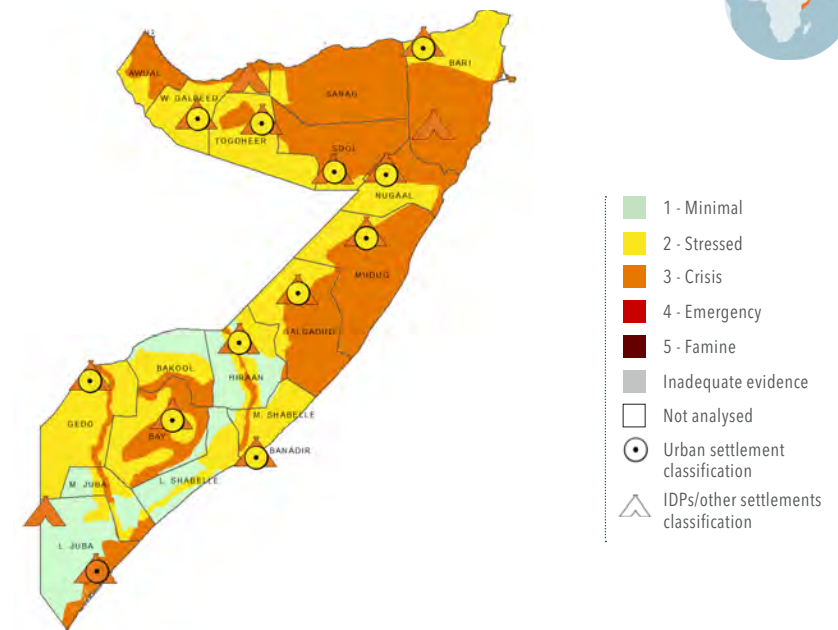 AWDAL
W. GALBEED
TOGDHEER
SANAG
BARI
SOOL
NUGAAL
MUDUG
GALGADUD
BAKOOL
HIRAAN
GEDO
BAY
M. SHABELLE
BANADIR
M. JUBA
L. SHABELLE
L. JUBA
1 - Minimal
2 - Stressed
3 - Crisis
4 - Emergency
5 - Famine
Inadequate evidence
Not analysed
Urban settlement
classification
IDPs/other settlements
classification